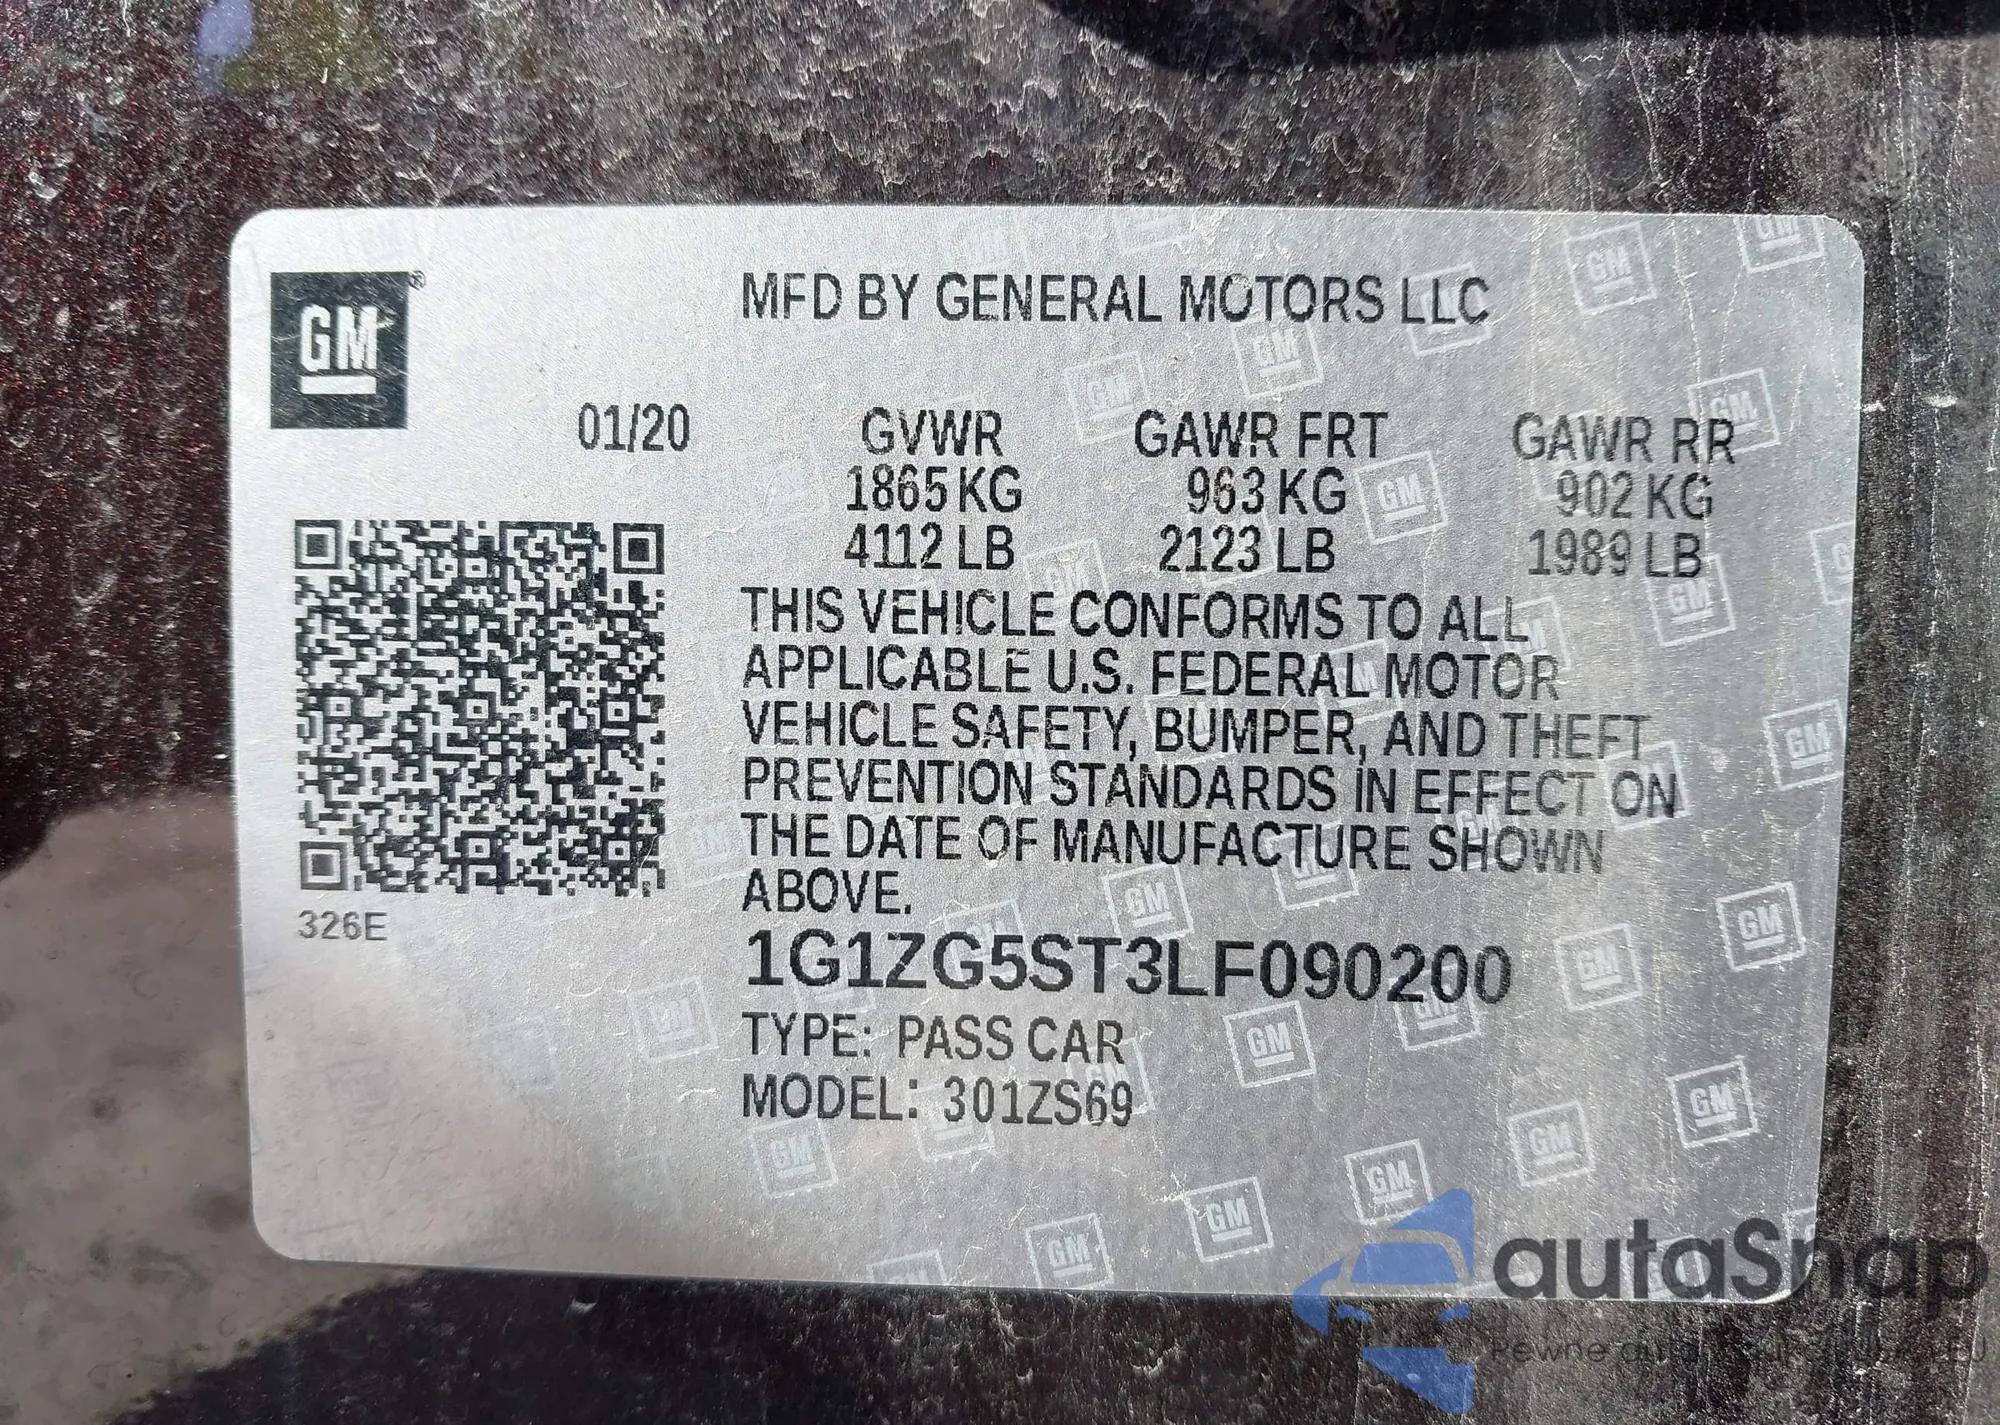 GM
MFD BY GENERAL MOTORS LLC
01/20
GVWR GAWR FRT GAWR RR
1865 KG 963 KG 902 KG
4112 LB 2123 LB 1989 LB
THIS VEHICLE CONFORMS TO ALL
APPLICABLE U.S. FEDERAL MOTOR
VEHICLE SAFETY, BUMPER, AND THEFT
PREVENTION STANDARDS IN EFFECT ON
THE DATE OF MANUFACTURE SHOWN
ABOVE.
326E
1G1ZG5ST3LF090200
TYPE: PASS CAR
MODEL: 301ZS69
autaSnap
Pewne auta